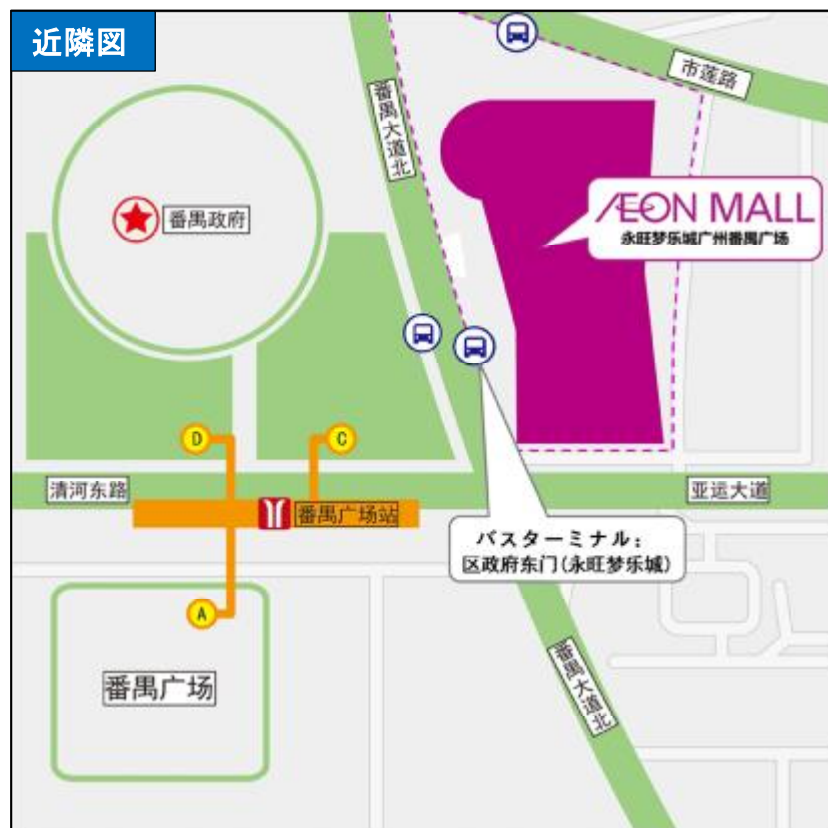 近隣図
市莲路
番禺大道北
ÆON MALL
永旺梦乐城广州番禺广场
番禺政府
D
C
清河东路
亚运大道
番禺广场站
バスターミナル：
区政府东门(永旺梦乐城)
A
番禺广场
番禺大道北